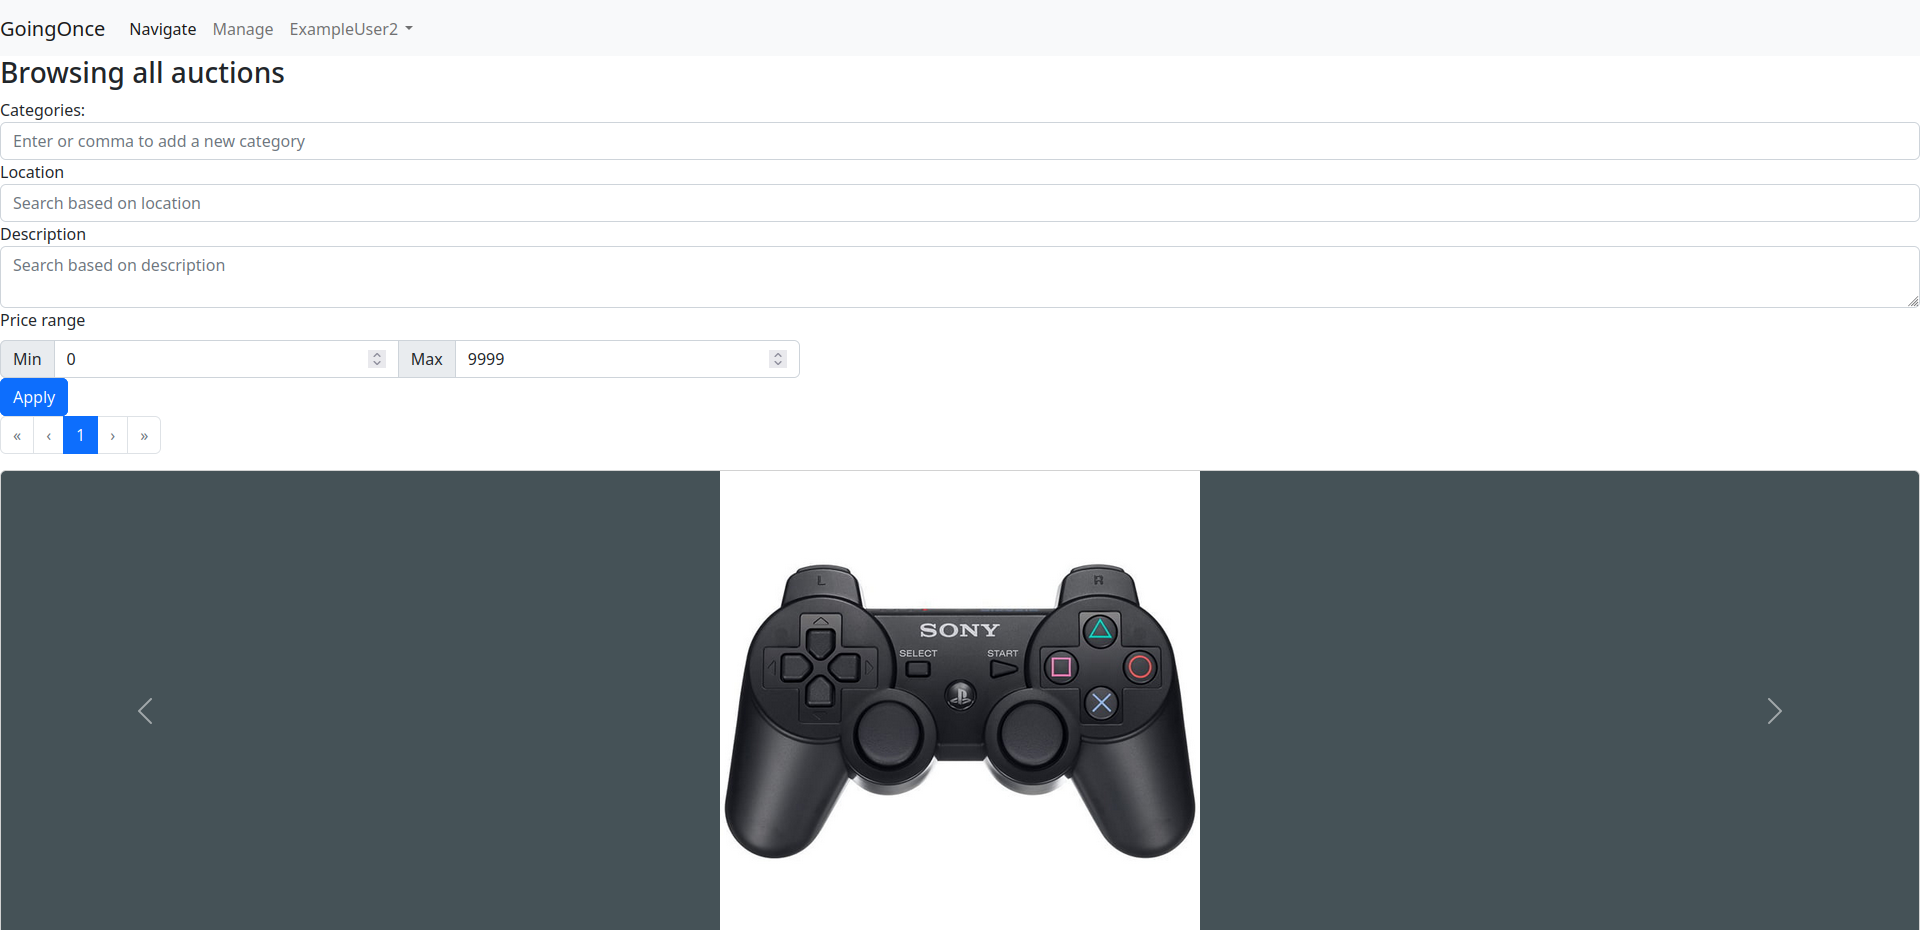 GoingOnce Navigate Manage ExampleUser2
Browsing all auctions
Categories:
Enter or comma to add a new category
Location
Search based on location
Description
Search based on description
Price range
Min 0 Max 9999
Apply
« ‹ 1 › »
L R
SONY
SELECT START